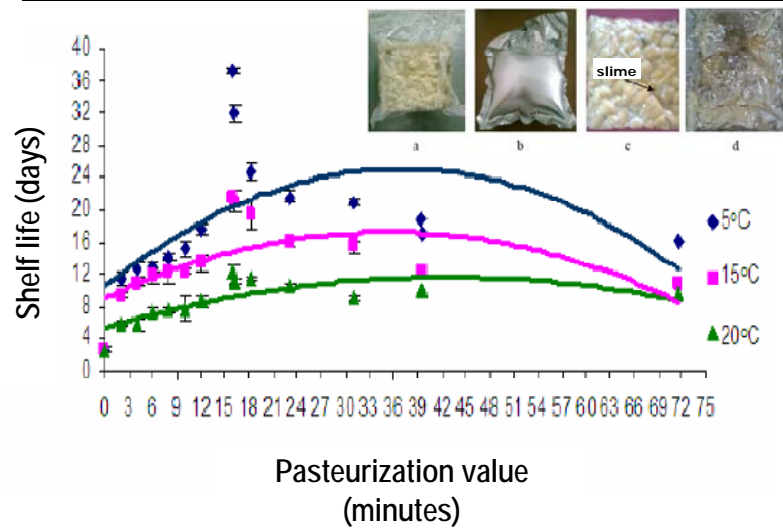 40
36
32
28
24
20
16
12
8
4
0
Shelf life (days)
slime
a b c d
5°C
15°C
20°C
0 3 6 9 12 15 18 21 24 27 30 33 36 39 42 45 48 51 54 57 60 63 66 69 72 75
Pasteurization value
(minutes)